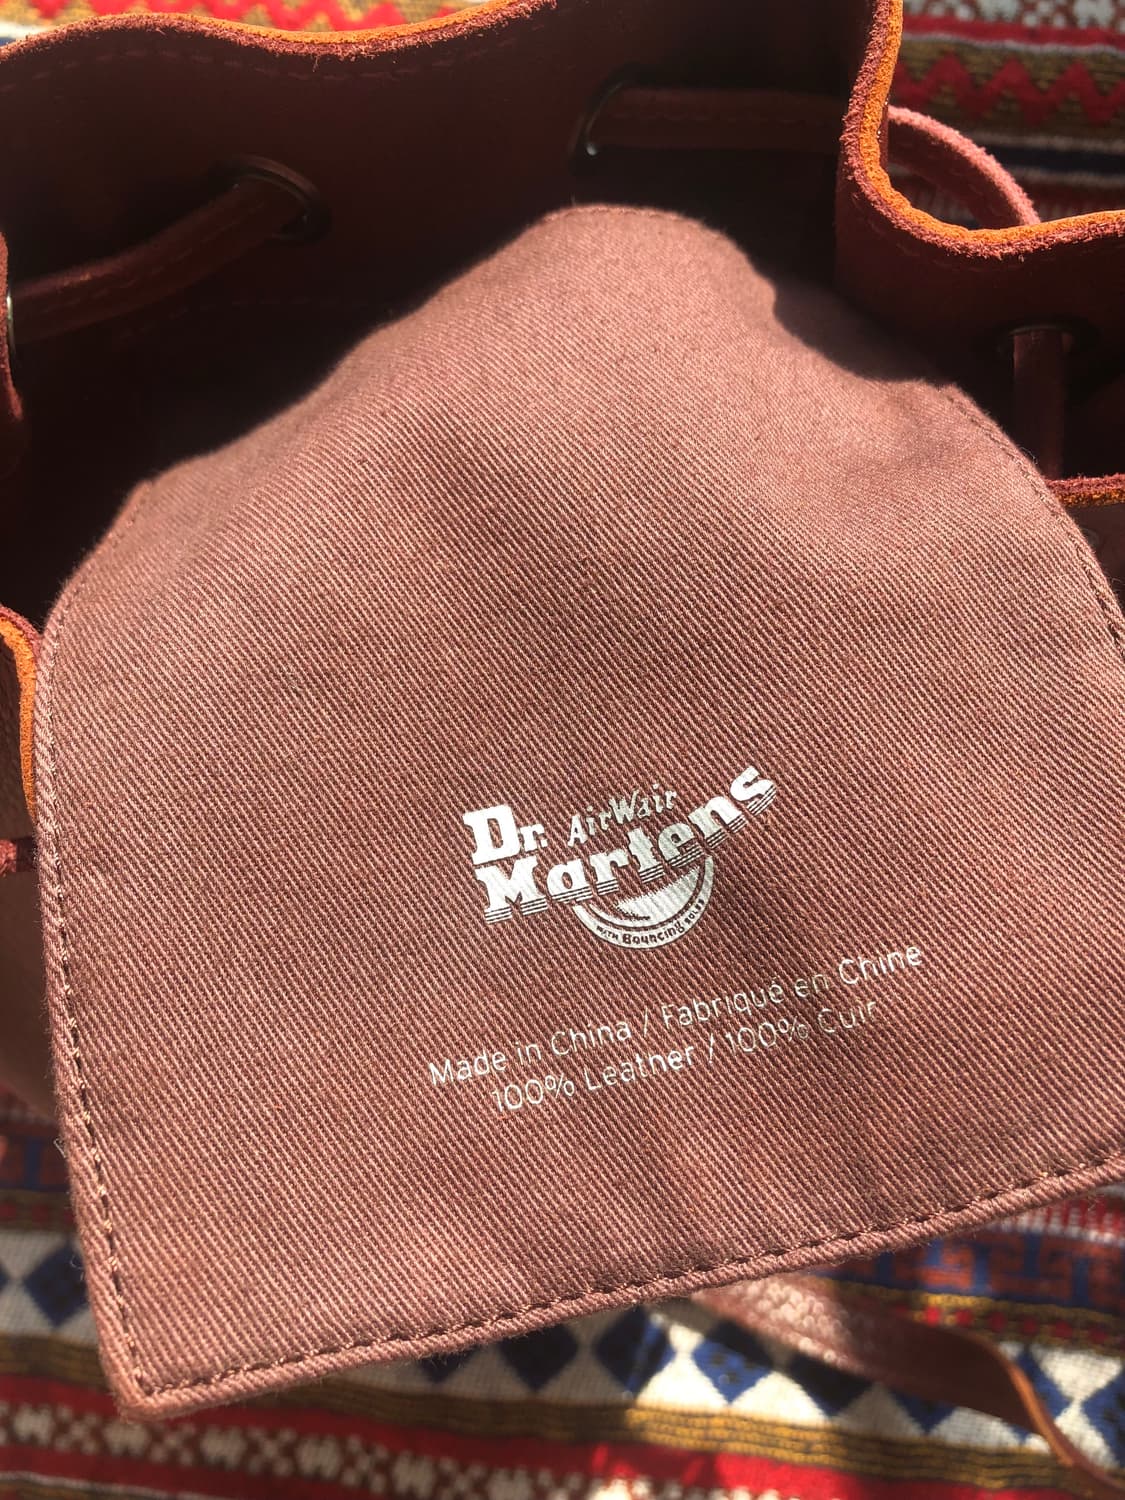 Dr. AirWair
Martens
WITH Bouncing SOLES
Made in China / Fabriqué en Chine
100% Leather / 100% Cuir